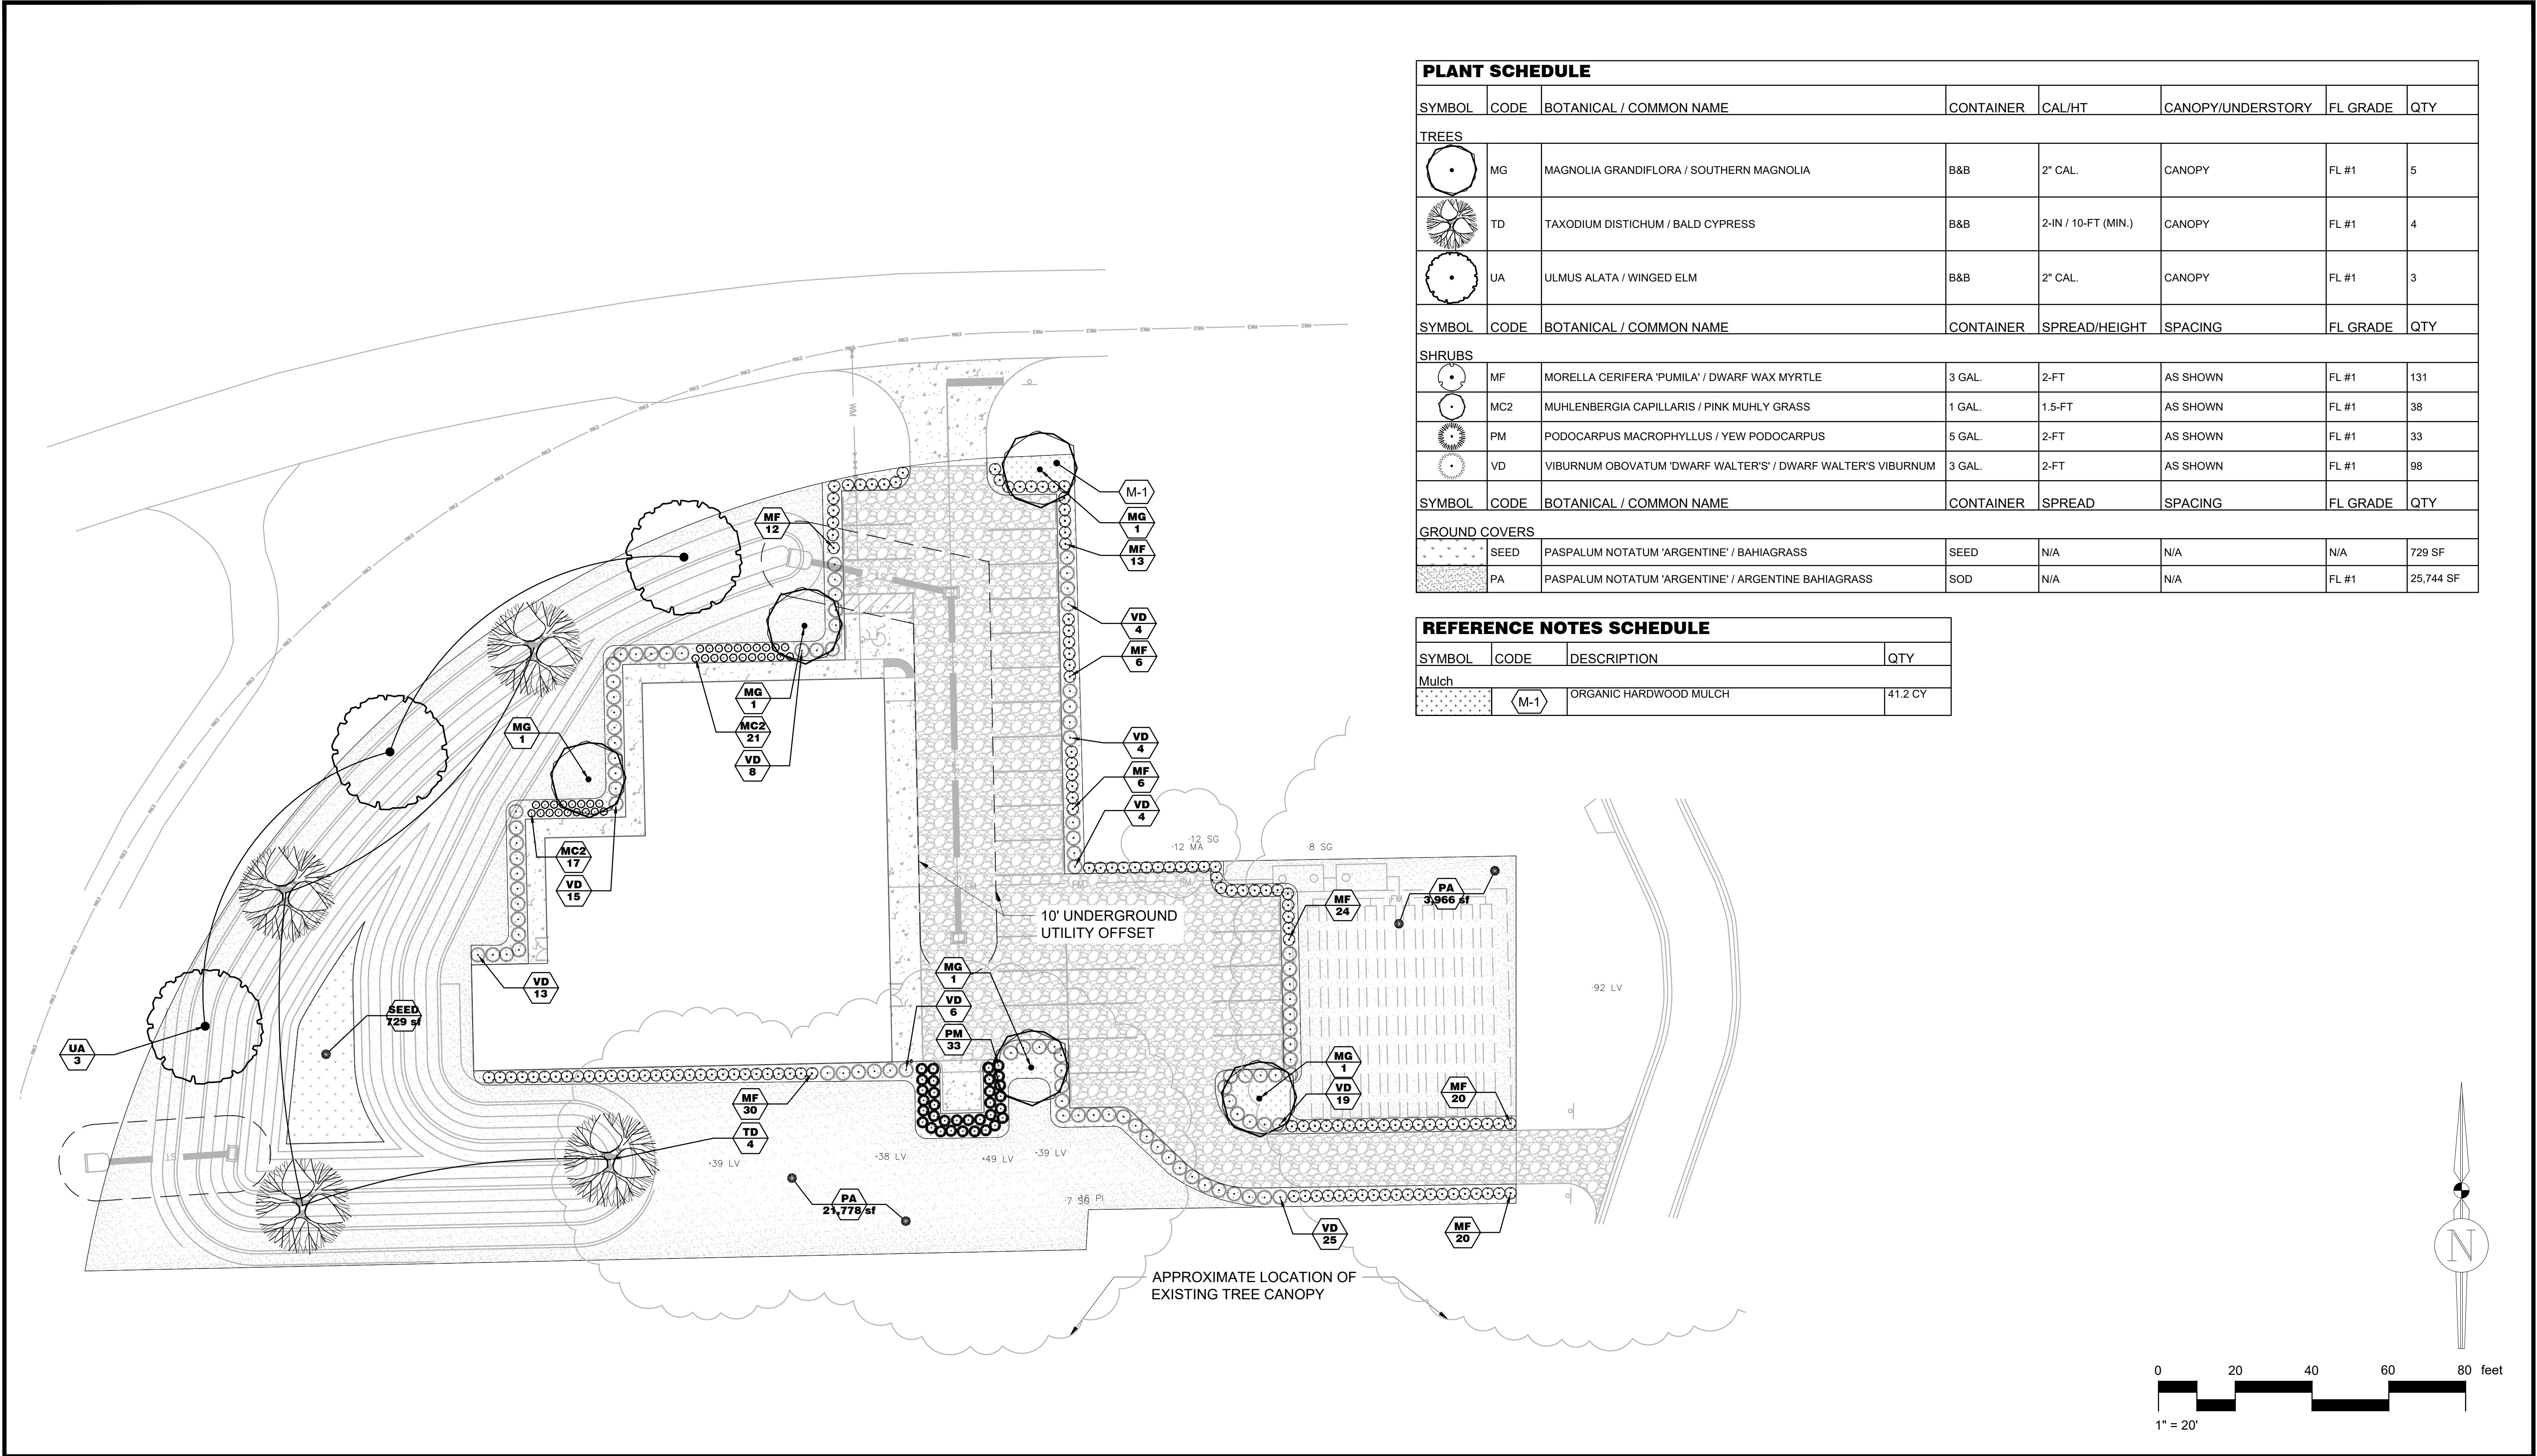 PLANT SCHEDULE
SYMBOL CODE BOTANICAL / COMMON NAME CONTAINER CAL/HT CANOPY/UNDERSTORY FL GRADE QTY
TREES
MG MAGNOLIA GRANDIFLORA / SOUTHERN MAGNOLIA B&B 2" CAL. CANOPY FL #1 5
TD TAXODIUM DISTICHUM / BALD CYPRESS B&B 2-IN / 10-FT (MIN.) CANOPY FL #1 4
UA ULMUS ALATA / WINGED ELM B&B 2" CAL. CANOPY FL #1 3
SYMBOL CODE BOTANICAL / COMMON NAME CONTAINER SPREAD/HEIGHT SPACING FL GRADE QTY
SHRUBS
MF MORELLA CERIFERA 'PUMILA' / DWARF WAX MYRTLE 3 GAL. 2-FT AS SHOWN FL #1 131
MC2 MUHLENBERGIA CAPILLARIS / PINK MUHLY GRASS 1 GAL. 1.5-FT AS SHOWN FL #1 38
PM PODOCARPUS MACROPHYLLUS / YEW PODOCARPUS 5 GAL. 2-FT AS SHOWN FL #1 33
VD VIBURNUM OBOVATUM 'DWARF WALTER'S' / DWARF WALTER'S VIBURNUM 3 GAL. 2-FT AS SHOWN FL #1 98
SYMBOL CODE BOTANICAL / COMMON NAME CONTAINER SPREAD SPACING FL GRADE QTY
GROUND COVERS
SEED PASPALUM NOTATUM 'ARGENTINE' / BAHIAGRASS SEED N/A N/A N/A 729 SF
PA PASPALUM NOTATUM 'ARGENTINE' / ARGENTINE BAHIAGRASS SOD N/A N/A FL #1 25,744 SF
REFERENCE NOTES SCHEDULE
SYMBOL CODE DESCRIPTION QTY
Mulch
M-1 ORGANIC HARDWOOD MULCH 41.2 CY
WM
M-1
MG
1
MF
13
MF
12
VD
4
MF
6
MG
1
MC2
21
VD
8
MG
1
VD
4
MF
6
VD
4
MC2
17
VD
15
12 SG
12 MA
8 SG
PA
3,966 sf
MF
24
FM
FM
FM
FM
10' UNDERGROUND
UTILITY OFFSET
VD
13
MG
1
VD
6
PM
33
92 LV
SEED
729 sf
UA
3
MG
1
VD
19
MF
20
MF
30
TD
4
ST
ST
39 LV
38 LV
49 LV
39 LV
7 SG
16 PI
PA
21,778 sf
VD
25
MF
20
APPROXIMATE LOCATION OF
EXISTING TREE CANOPY
N
0 20 40 60 80 feet
1" = 20'